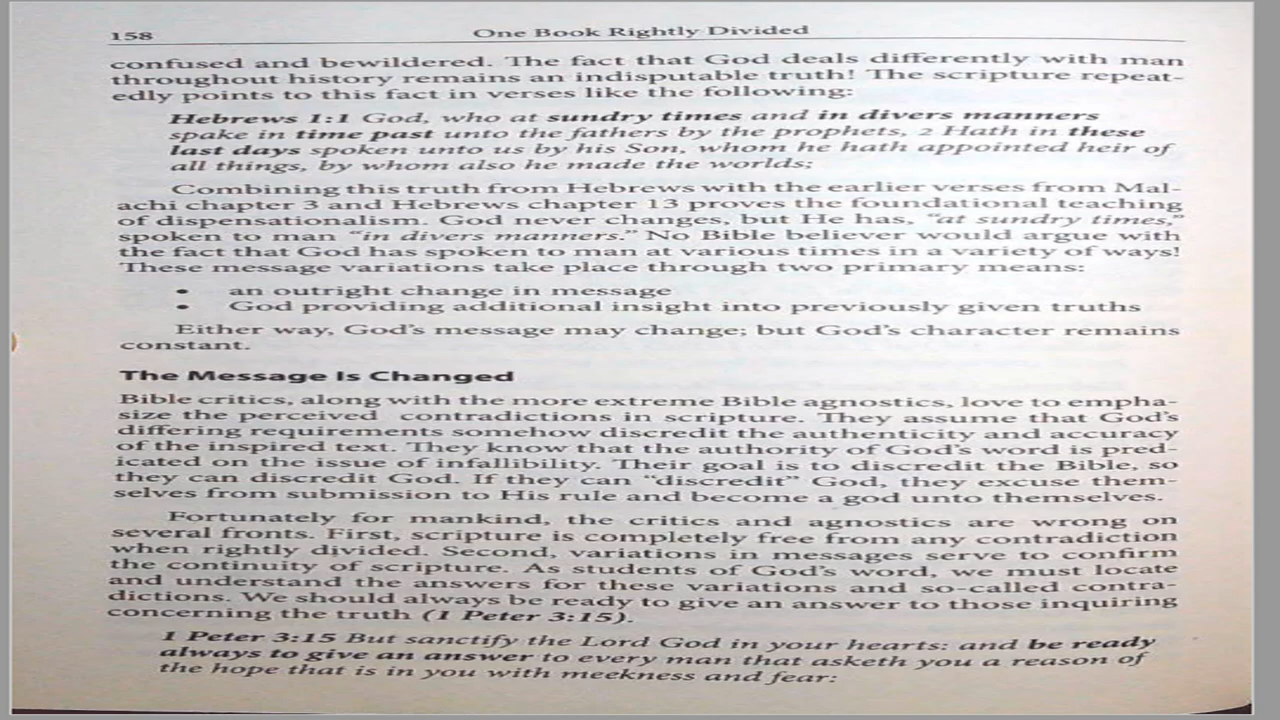 158 One Book Rightly Divided
confused and bewildered. The fact that God deals differently with man
throughout history remains an indisputable truth! The scripture repeat-
edly points to this fact in verses like the following:
Hebrews 1:1 God, who at sundry times and in divers manners
spake in time past unto the fathers by the prophets, 2 Hath in these
last days spoken unto us by his Son, whom he hath appointed heir of
all things, by whom also he made the worlds;
Combining this truth from Hebrews with the earlier verses from Mal-
achi chapter 3 and Hebrews chapter 13 proves the foundational teaching
of dispensationalism. God never changes, but He has, “at sundry times,”
spoken to man “in divers manners.” No Bible believer would argue with
the fact that God has spoken to man at various times in a variety of ways!
These message variations take place through two primary means:
• an outright change in message
• God providing additional insight into previously given truths
Either way, God’s message may change; but God’s character remains
constant.
The Message Is Changed
Bible critics, along with the more extreme Bible agnostics, love to empha-
size the perceived contradictions in scripture. They assume that God’s
differing requirements somehow discredit the authenticity and accuracy
of the inspired text. They know that the authority of God’s word is pred-
icated on the issue of infallibility. Their goal is to discredit the Bible, so
they can discredit God. If they can “discredit” God, they excuse them-
selves from submission to His rule and become a god unto themselves.
Fortunately for mankind, the critics and agnostics are wrong on
several fronts. First, scripture is completely free from any contradiction
when rightly divided. Second, variations in messages serve to confirm
the continuity of scripture. As students of God’s word, we must locate
and understand the answers for these variations and so-called contra-
dictions. We should always be ready to give an answer to those inquiring
concerning the truth (I Peter 3:15).
1 Peter 3:15 But sanctify the Lord God in your hearts: and be ready
always to give an answer to every man that asketh you a reason of
the hope that is in you with meekness and fear: